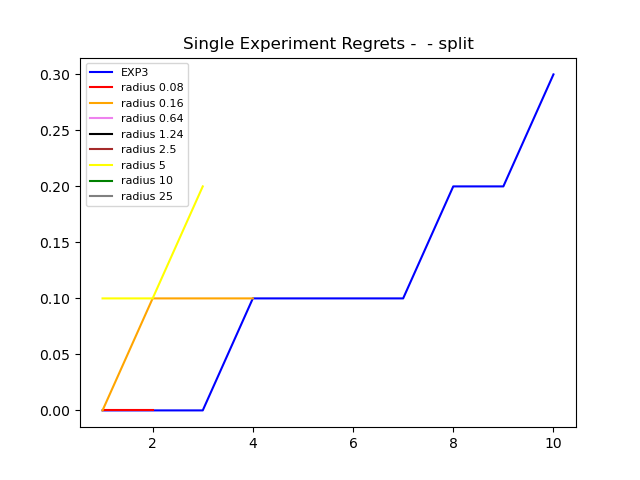 Single Experiment Regrets -  - split
EXP3
radius 0.08
radius 0.16
radius 0.64
radius 1.24
radius 2.5
radius 5
radius 10
radius 25
0.30
0.25
0.20
0.15
0.10
0.05
0.00
2 4 6 8 10